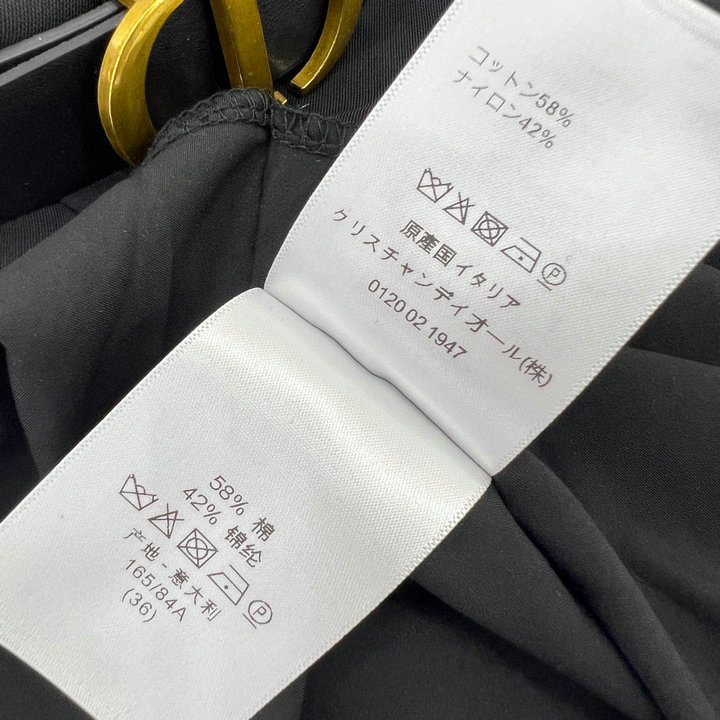 コットン58%
ナイロン42%
P
原産国イタリア
クリスチャンディオール(株)
0120 02 1947
58% 棉
42% 锦纶
P
产地 - 意大利
165/84A
(36)